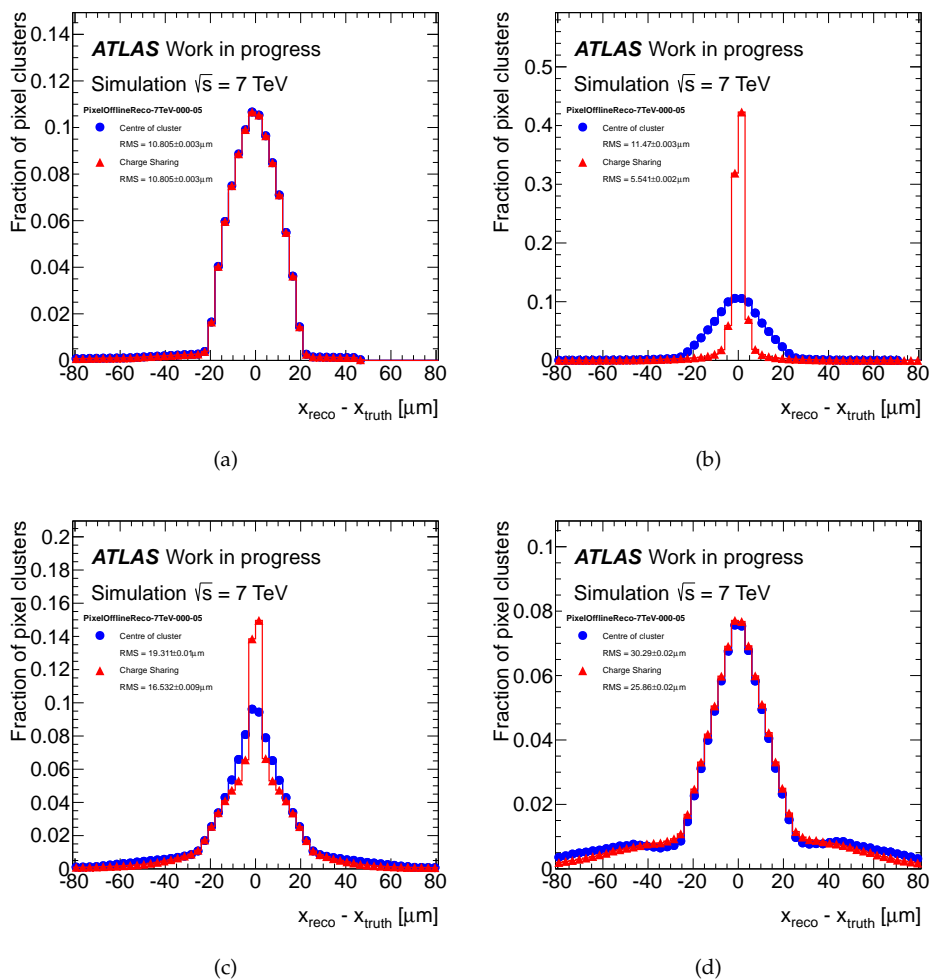 Fraction of pixel clusters
0.14
0.12
0.1
0.08
0.06
0.04
0.02
0
ATLAS Work in progress
Simulation √s = 7 TeV
PixelOfflineReco-7TeV-000-05
Centre of cluster
RMS = 10.805±0.003μm
Charge Sharing
RMS = 10.805±0.003μm
-80 -60 -40 -20 0 20 40 60 80
x_reco - x_truth [μm]
(a)
Fraction of pixel clusters
0.5
0.4
0.3
0.2
0.1
0
ATLAS Work in progress
Simulation √s = 7 TeV
PixelOfflineReco-7TeV-000-05
Centre of cluster
RMS = 11.47±0.003μm
Charge Sharing
RMS = 5.541±0.002μm
-80 -60 -40 -20 0 20 40 60 80
x_reco - x_truth [μm]
(b)
Fraction of pixel clusters
0.2
0.18
0.16
0.14
0.12
0.1
0.08
0.06
0.04
0.02
0
ATLAS Work in progress
Simulation √s = 7 TeV
PixelOfflineReco-7TeV-000-05
Centre of cluster
RMS = 19.311±0.01μm
Charge Sharing
RMS = 16.532±0.009μm
-80 -60 -40 -20 0 20 40 60 80
x_reco - x_truth [μm]
(c)
Fraction of pixel clusters
0.1
0.08
0.06
0.04
0.02
0
ATLAS Work in progress
Simulation √s = 7 TeV
PixelOfflineReco-7TeV-000-05
Centre of cluster
RMS = 30.29±0.02μm
Charge Sharing
RMS = 25.86±0.02μm
-80 -60 -40 -20 0 20 40 60 80
x_reco - x_truth [μm]
(d)